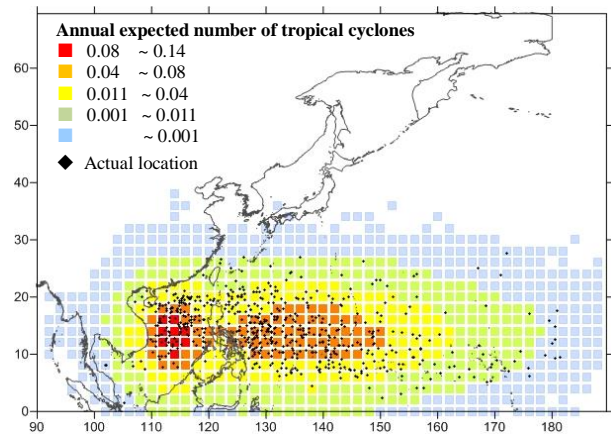 Annual expected number of tropical cyclones
0.08 ~ 0.14
0.04 ~ 0.08
0.011 ~ 0.04
0.001 ~ 0.011
~ 0.001
Actual location
60
50
40
30
20
10
0
90 100 110 120 130 140 150 160 170 180